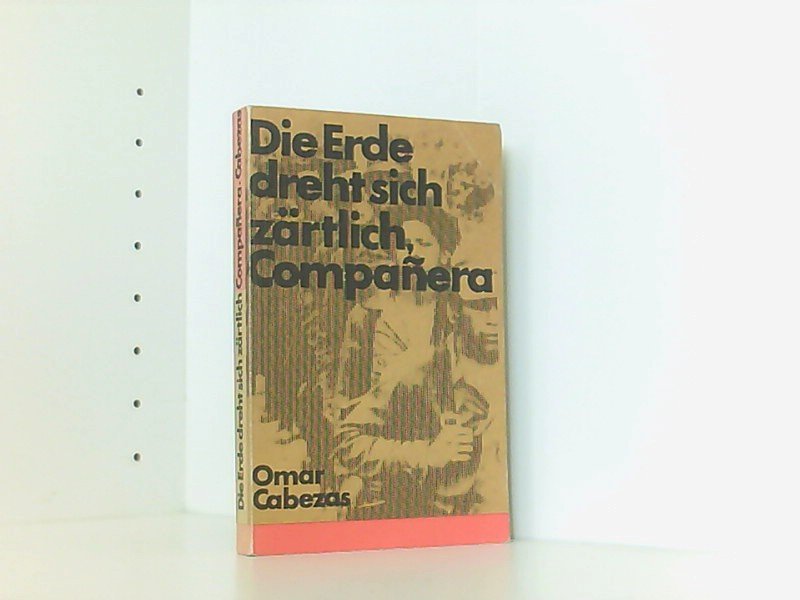 Die Erde
dreht sich
zärtlich,
Compañera
Omar
Cabezas
Die Erde dreht sich zärtlich Compañera · Cabezas